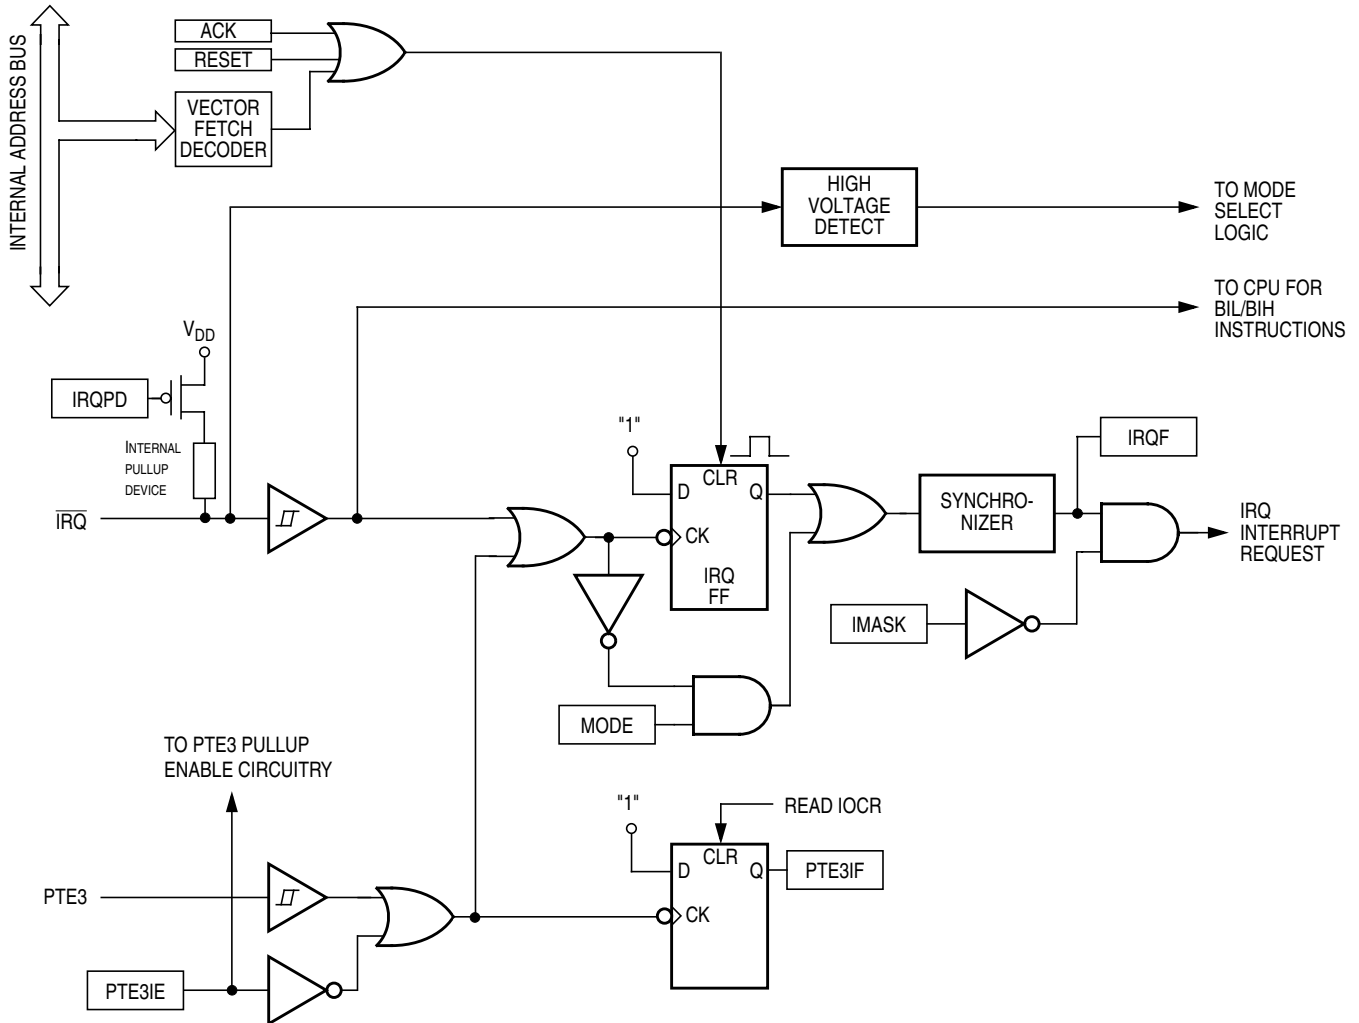 INTERNAL ADDRESS BUS
ACK
RESET
VECTOR
FETCH
DECODER
HIGH
VOLTAGE
DETECT
TO MODE
SELECT
LOGIC
TO CPU FOR
BIL/BIH
INSTRUCTIONS
VDD
IRQPD
INTERNAL
PULLUP
DEVICE
IRQ
"1"
D
CLR
Q
CK
IRQ
FF
SYNCHRO-
NIZER
IRQF
IRQ
INTERRUPT
REQUEST
IMASK
MODE
TO PTE3 PULLUP
ENABLE CIRCUITRY
"1"
READ IOCR
D
CLR
Q
CK
PTE3IF
PTE3
PTE3IE